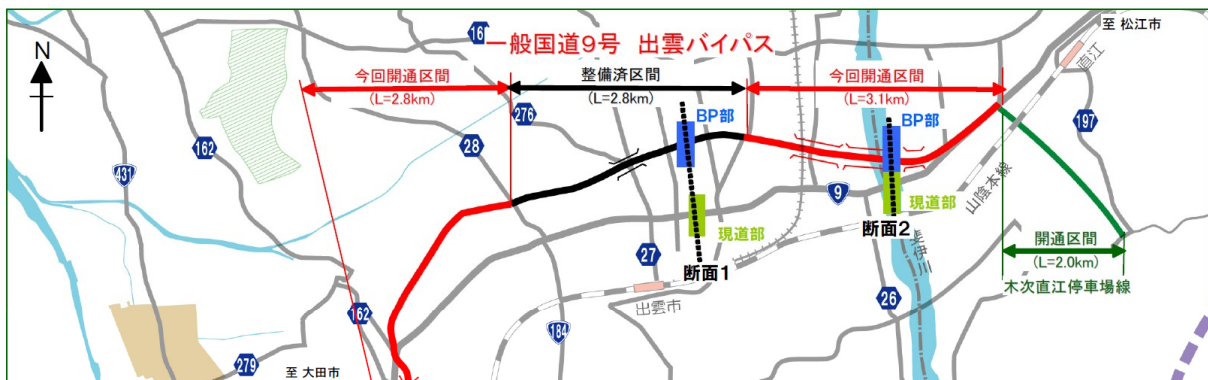 至 松江市
一般国道9号 出雲バイパス
N
今回開通区間
(L=2.8km)
整備済区間
(L=2.8km)
今回開通区間
(L=3.1km)
直江
276
BP部
BP部
197
28
162
431
9
山陰本線
現道部
現道部
断面2
開通区間
(L=2.0km)
27
断面1
斐伊川
木次直江停車場線
出雲市
26
162
184
279
至 大田市